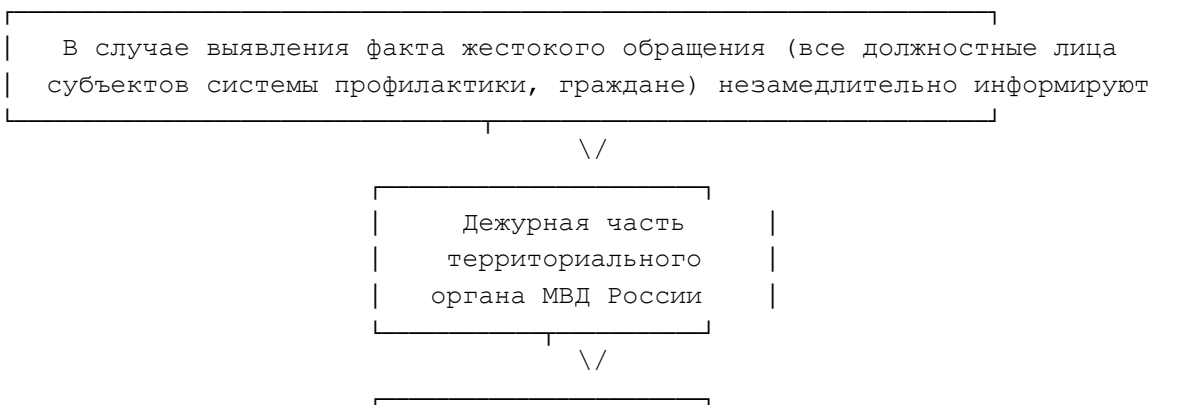 В случае выявления факта жестокого обращения (все должностные лица
субъектов системы профилактики, граждане) незамедлительно информируют
\/
Дежурная часть
территориального
органа МВД России
\/